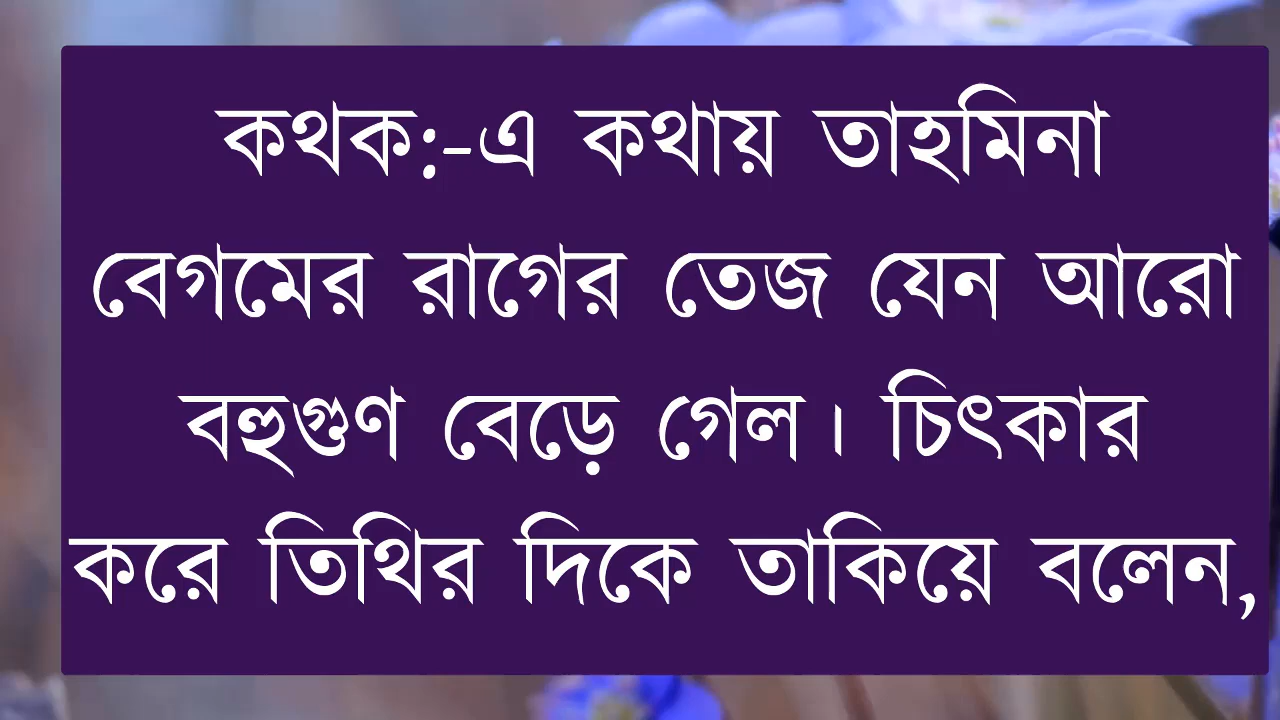 কথক:-এ কথায় তাহমিনা
বেগমের রাগের তেজ যেন আরো
বহুগুণ বেড়ে গেল। চিৎকার
করে তিথির দিকে তাকিয়ে বলেন,